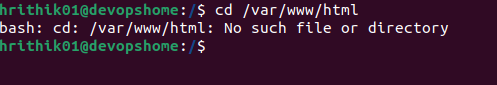 hrithik01@devopshome:/$ cd /var/www/html
bash: cd: /var/www/html: No such file or directory
hrithik01@devopshome:/$